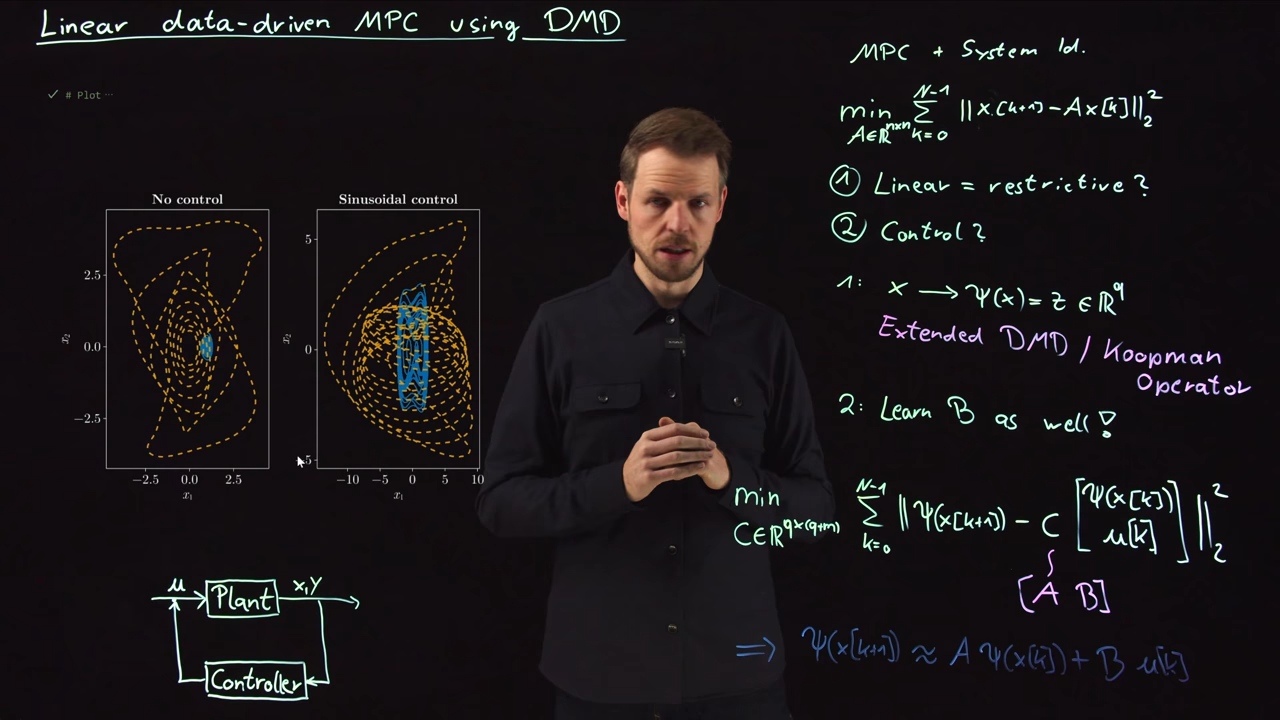 Linear data-driven MPC using DMD
# Plot ...
No control
Sinusoidal control
x₂
2.5
0.0
−2.5
−2.5 0.0 2.5
x₁
x₂
5
0
−5
−10 −5 0 5 10
x₁
u
Plant
x,y
Controller
MPC + System Id.
min A∈ℝⁿˣⁿ Σ k=0 N-1 ||x[k+1] − Ax[k]||₂²
① Linear = restrictive?
② Control?
1: x → Ψ(x) = z ∈ ℝ^q
Extended DMD / Koopman
Operator
2: Learn B as well!
min C∈ℝ^q×(q+m) Σ k=0 N-1 ||Ψ(x[k+1]) − C [Ψ(x[k]) u[k]]||₂²
[A B]
⇒ Ψ(x[k+1]) ≈ A Ψ(x[k]) + B u[k]